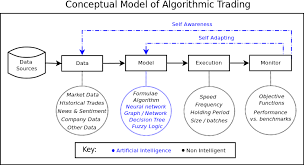 Conceptual Model of Algorithmic Trading
Self Awareness
Self Adapting
Data
Sources
Data
Model
Execution
Monitor
Market Data
Historical Trades
News & Sentiment
Company Data
Other Data
Formulae
Algorithm
Neural network
Graph / Network
Decision Tree
Fuzzy Logic
Speed
Frequency
Holding Period
Size / batches
Objective
Functions
Performance
vs. benchmarks
Key:
Artificial Intelligence
Non Intelligent